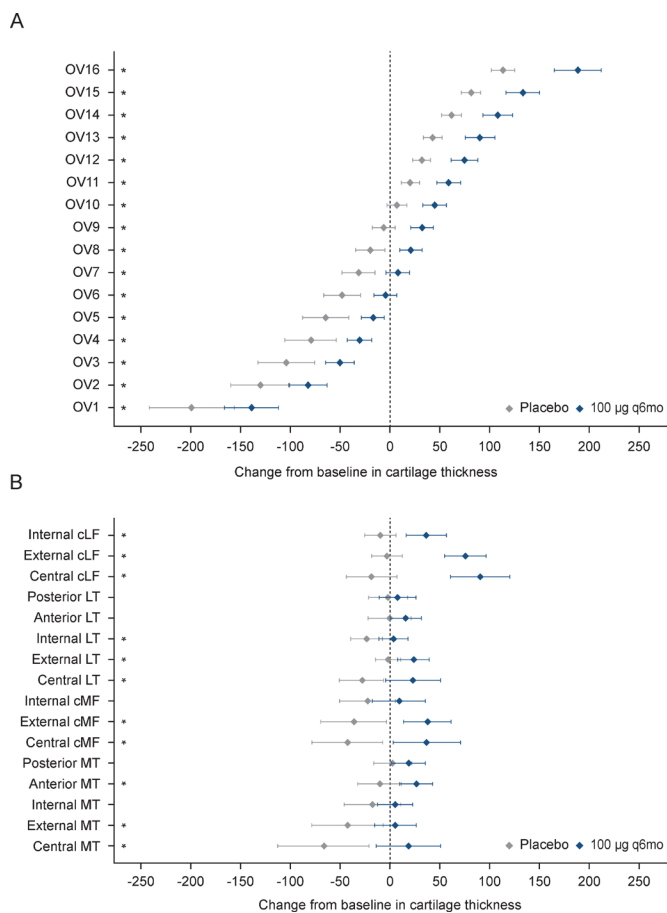 A
OV16 *
OV15 *
OV14 *
OV13 *
OV12 *
OV11 *
OV10 *
OV9 *
OV8 *
OV7 *
OV6 *
OV5 *
OV4 *
OV3 *
OV2 *
OV1 * Placebo 100 µg q6mo
-250 -200 -150 -100 -50 0 50 100 150 200 250
Change from baseline in cartilage thickness
B
Internal cLF *
External cLF *
Central cLF *
Posterior LT
Anterior LT
Internal LT *
External LT *
Central LT *
Internal cMF
External cMF *
Central cMF *
Posterior MT
Anterior MT *
Internal MT
External MT *
Central MT * Placebo 100 µg q6mo
-250 -200 -150 -100 -50 0 50 100 150 200 250
Change from baseline in cartilage thickness